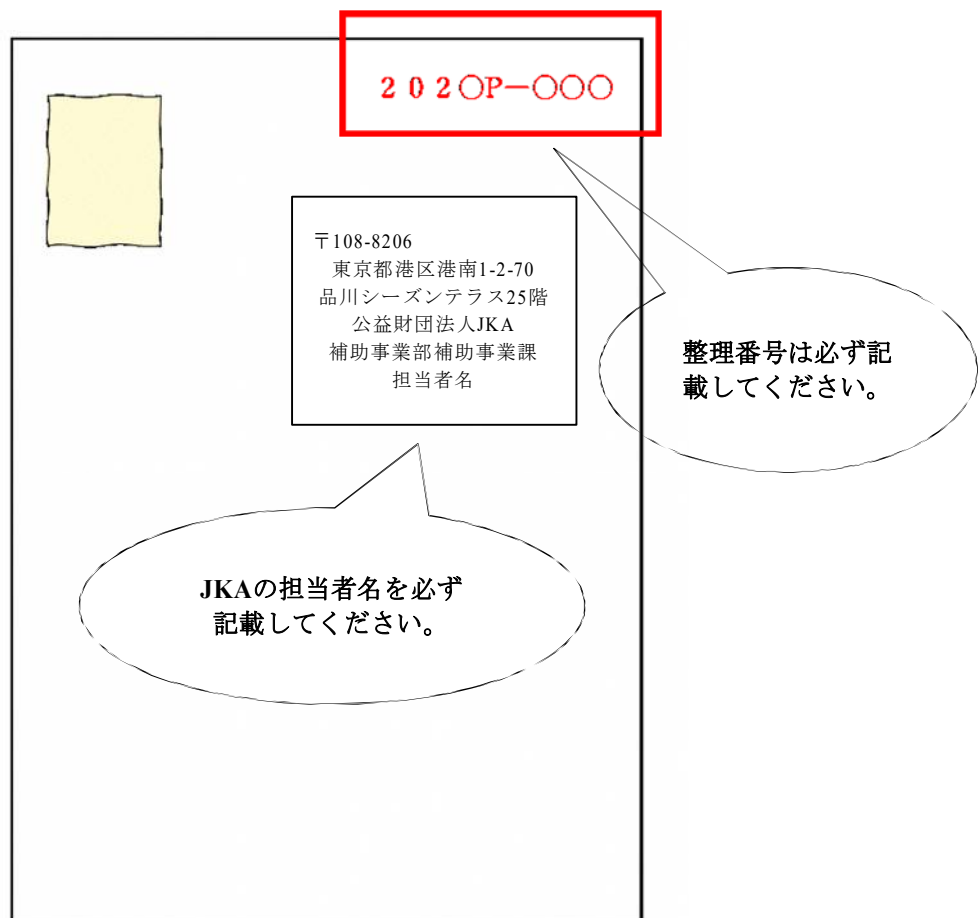 ２０２〇P－〇〇〇
〒108-8206
東京都港区港南1-2-70
品川シーズンテラス25階
公益財団法人JKA
補助事業部補助事業課
担当者名
整理番号は必ず記
載してください。
JKAの担当者名を必ず
記載してください。